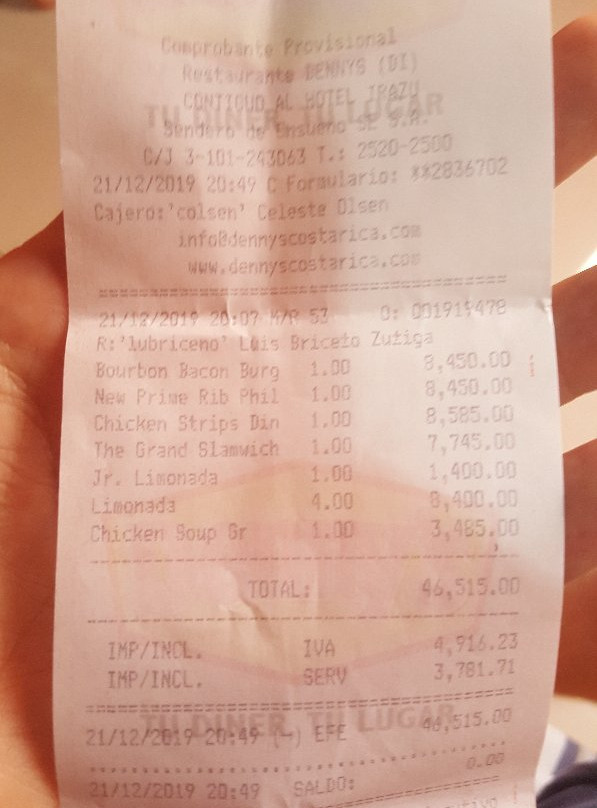 Comprobante Provisional
Restaurante DENNYS (DI)
CONTIGUO AL HOTEL IRAZU
TU DINER, TU LUGAR
Sendero de Ensueno SE S.A.
C/J 3-101-243063 T.: 2520-2500
21/12/2019 20:49 C Formulario: **2836702
Cajero:'colsen' Celeste Olsen
info@dennyscostarica.com
www.dennyscostarica.com
21/12/2019 20:07 M/R 53 O: 001919478
R:'lubriceno' Luis Briceño Zuñiga
Bourbon Bacon Burg 1.00 8,450.00
New Prime Rib Phil 1.00 8,450.00
Chicken Strips Din 1.00 8,585.00
The Grand Slamwich 1.00 7,745.00
Jr. Limonada 1.00 1,400.00
Limonada 4.00 8,400.00
Chicken Soup Gr 1.00 3,485.00
TOTAL: 46,515.00
IMP/INCL. IVA 4,916.23
IMP/INCL. SERV 3,781.71
TU DINER, TU LUGAR
21/12/2019 20:49 (-) EFE 46,515.00
0.00
21/12/2019 20:49 SALDO: